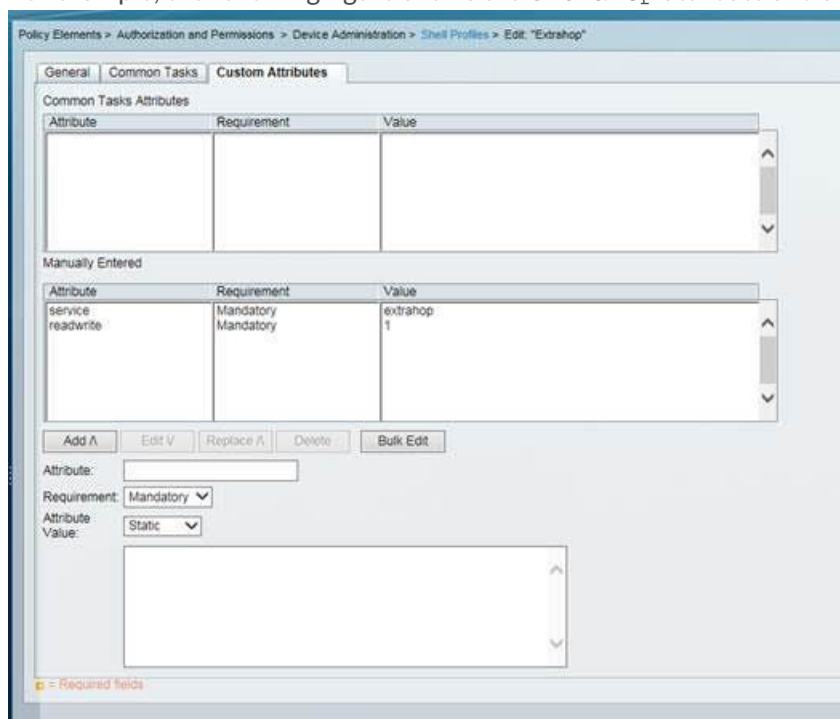 Policy Elements > Authorization and Permissions > Device Administration > Shell Profiles > Edit: "Extrahop"
General Common Tasks Custom Attributes
Common Tasks Attributes
Attribute Requirement Value
Manually Entered
Attribute Requirement Value
service Mandatory extrahop
readwrite Mandatory 1
Add Λ Edit V Replace Λ Delete Bulk Edit
Attribute:
Requirement: Mandatory
Attribute
Value: Static
= Required fields